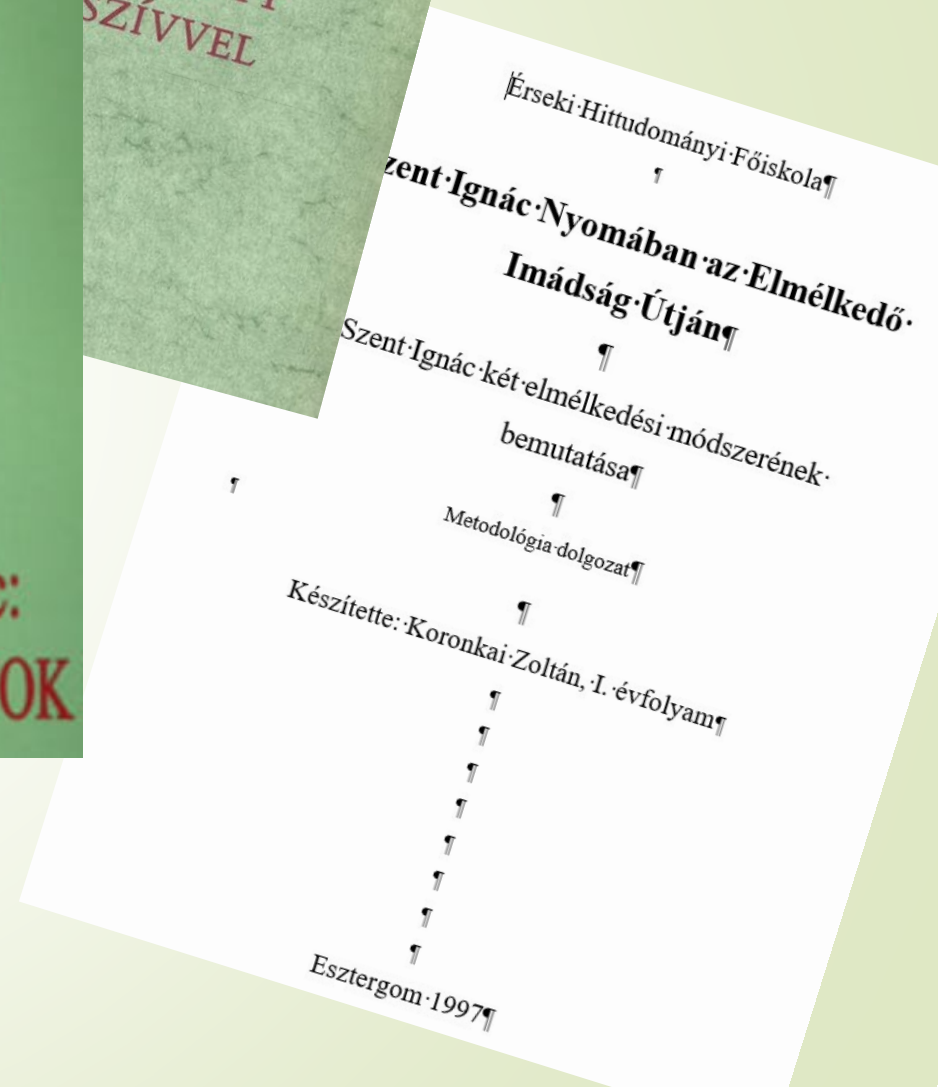 SZÍVVEL
OK
Érseki Hittudományi Főiskola¶
¶
zent Ignác Nyomában az Elmélkedő
Imádság Útján¶
¶
Szent Ignác két elmélkedési módszerének
bemutatása¶
¶
¶
Metodológia dolgozat¶
¶
Készítette: Koronkai Zoltán, I. évfolyam¶
¶
¶
¶
¶
¶
¶
¶
¶
Esztergom 1997¶